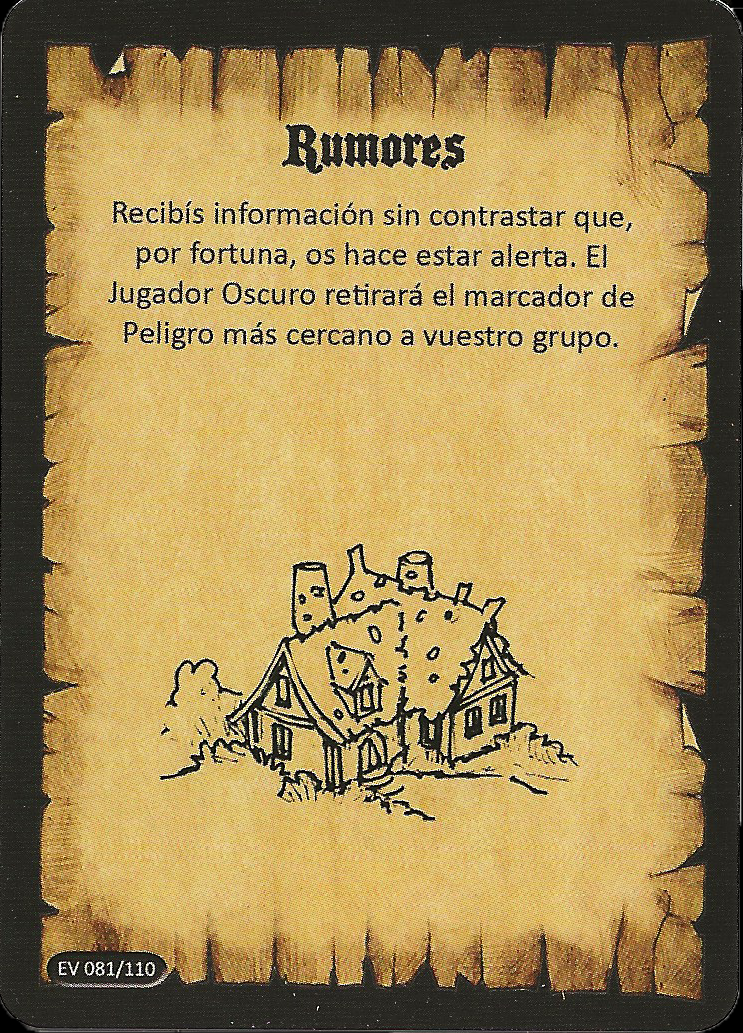 Rumores
Recibís información sin contrastar que,
por fortuna, os hace estar alerta. El
Jugador Oscuro retirará el marcador de
Peligro más cercano a vuestro grupo.
EV 081/110